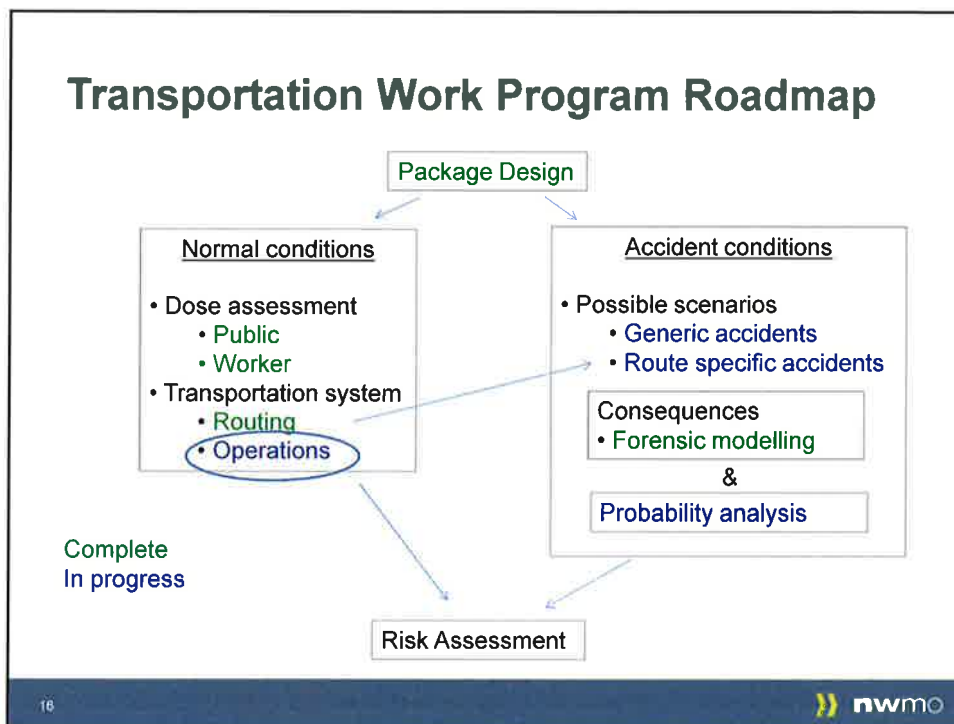 Transportation Work Program Roadmap
Package Design
Normal conditions
• Dose assessment
• Public
• Worker
• Transportation system
• Routing
• Operations
Accident conditions
• Possible scenarios
• Generic accidents
• Route specific accidents
Consequences
• Forensic modelling
&
Probability analysis
Complete
In progress
Risk Assessment
16
nwmo